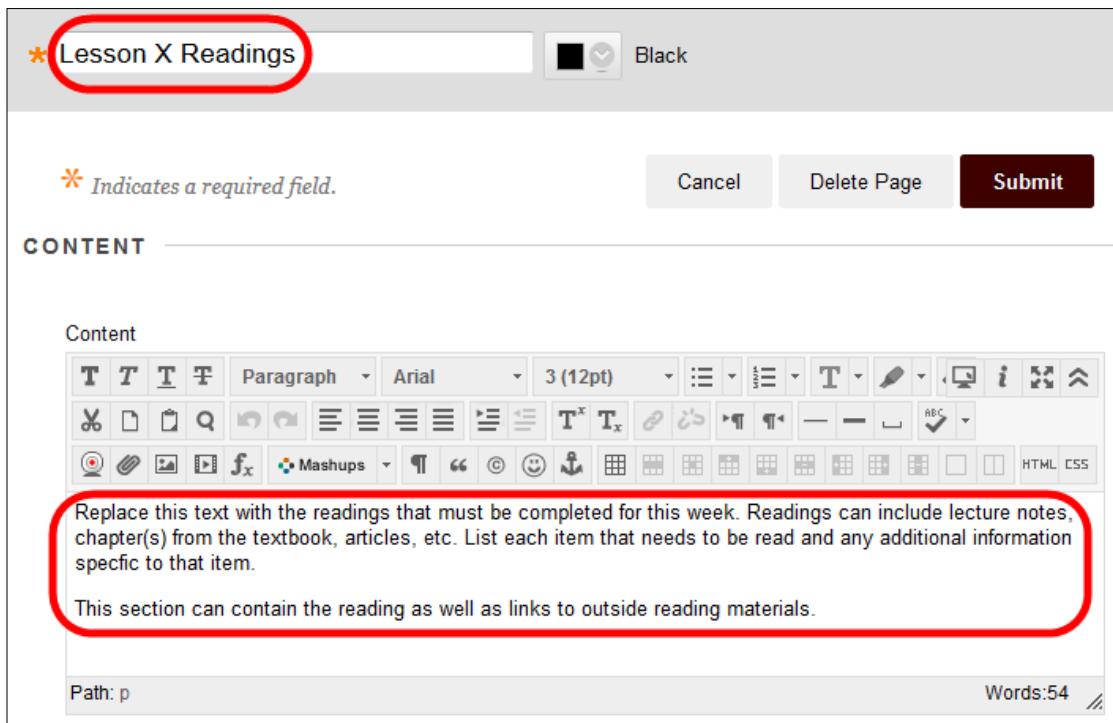 * Lesson X Readings Black
* Indicates a required field. Cancel Delete Page Submit
CONTENT
Content
T T T T Paragraph Arial 3 (12pt) T i
Tx Tx ABC
fx Mashups ¶ “ © HTML CSS
Replace this text with the readings that must be completed for this week. Readings can include lecture notes,
chapter(s) from the textbook, articles, etc. List each item that needs to be read and any additional information
specfic to that item.
This section can contain the reading as well as links to outside reading materials.
Path: p Words:54